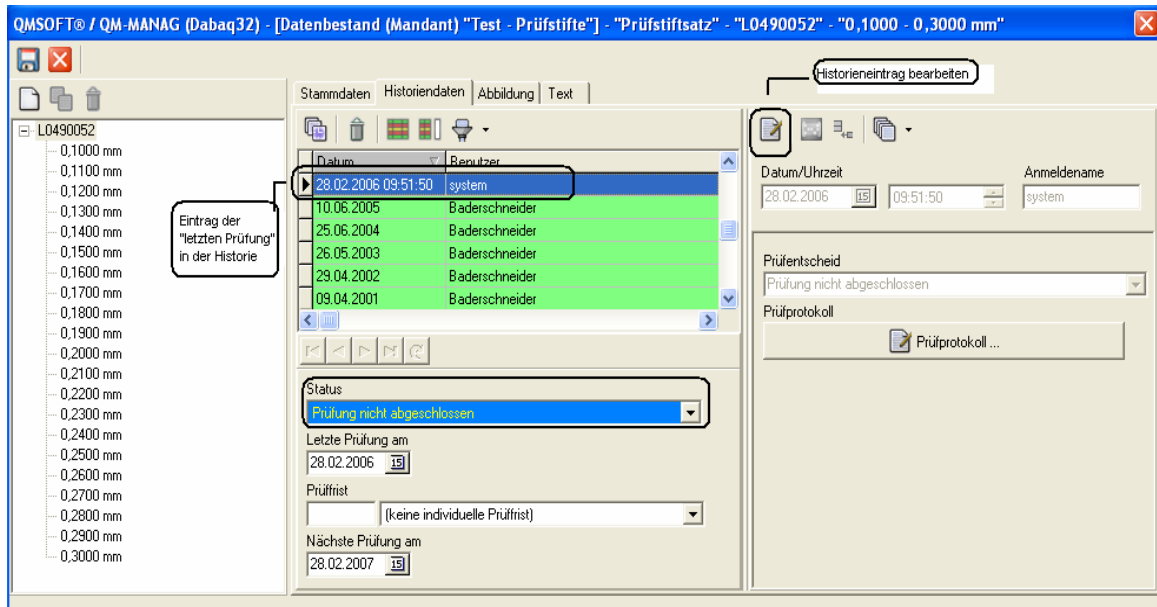 QMSOFT® / QM-MANAG (Dabaq32) - [Datenbestand (Mandant) "Test - Prüfstifte"] - "Prüfstiftsatz" - "L0490052" - "0,1000 - 0,3000 mm"
L0490052
0,1000 mm
0,1100 mm
0,1200 mm
0,1300 mm
0,1400 mm
0,1500 mm
0,1600 mm
0,1700 mm
0,1800 mm
0,1900 mm
0,2000 mm
0,2100 mm
0,2200 mm
0,2300 mm
0,2400 mm
0,2500 mm
0,2600 mm
0,2700 mm
0,2800 mm
0,2900 mm
0,3000 mm
Eintrag der
"letzten Prüfung"
in der Historie
Stammdaten Historiendaten Abbildung Text
Datum Benutzer
28.02.2006 09:51:50 system
10.06.2005 Baderschneider
25.06.2004 Baderschneider
26.05.2003 Baderschneider
29.04.2002 Baderschneider
09.04.2001 Baderschneider
Status
Prüfung nicht abgeschlossen
Letzte Prüfung am
28.02.2006 15
Prüffrist
(keine individuelle Prüffrist)
Nächste Prüfung am
28.02.2007 15
Historieneintrag bearbeiten
Datum/Uhrzeit Anmeldename
28.02.2006 15 09:51:50 system
Prüfentscheid
Prüfung nicht abgeschlossen
Prüfprotokoll
Prüfprotokoll ...